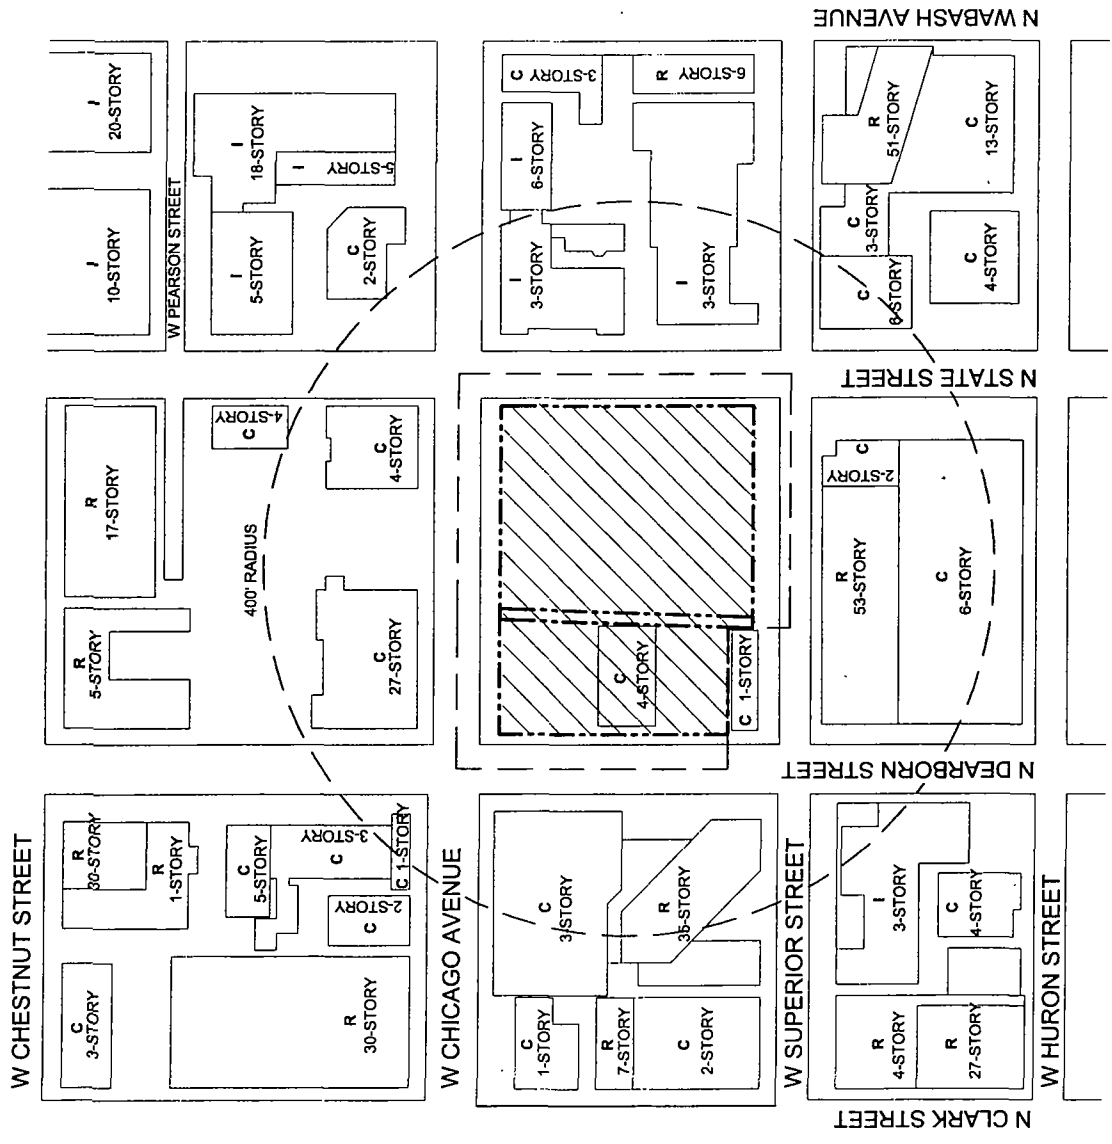 W CHESTNUT STREET
W PEARSON STREET
W CHICAGO AVENUE
W SUPERIOR STREET
W HURON STREET
N WABASH AVENUE
N STATE STREET
N DEARBORN STREET
N CLARK STREET
400' RADIUS
I
20-STORY
I
10-STORY
I
18-STORY
I
5-STORY
I
5-STORY
C
2-STORY
C
3-STORY
R
6-STORY
I
6-STORY
I
3-STORY
I
3-STORY
R
51-STORY
C
13-STORY
C
3-STORY
C
6-STORY
C
4-STORY
R
17-STORY
C
4-STORY
C
4-STORY
R
5-STORY
C
27-STORY
C
4-STORY
C 1-STORY
R
53-STORY
C
2-STORY
C
6-STORY
R
30-STORY
R
1-STORY
C
5-STORY
C
3-STORY
C 1-STORY
C
2-STORY
C
3-STORY
R
30-STORY
C
3-STORY
R
35-STORY
C
1-STORY
R
7-STORY
C
2-STORY
I
3-STORY
C
4-STORY
R
4-STORY
R
27-STORY